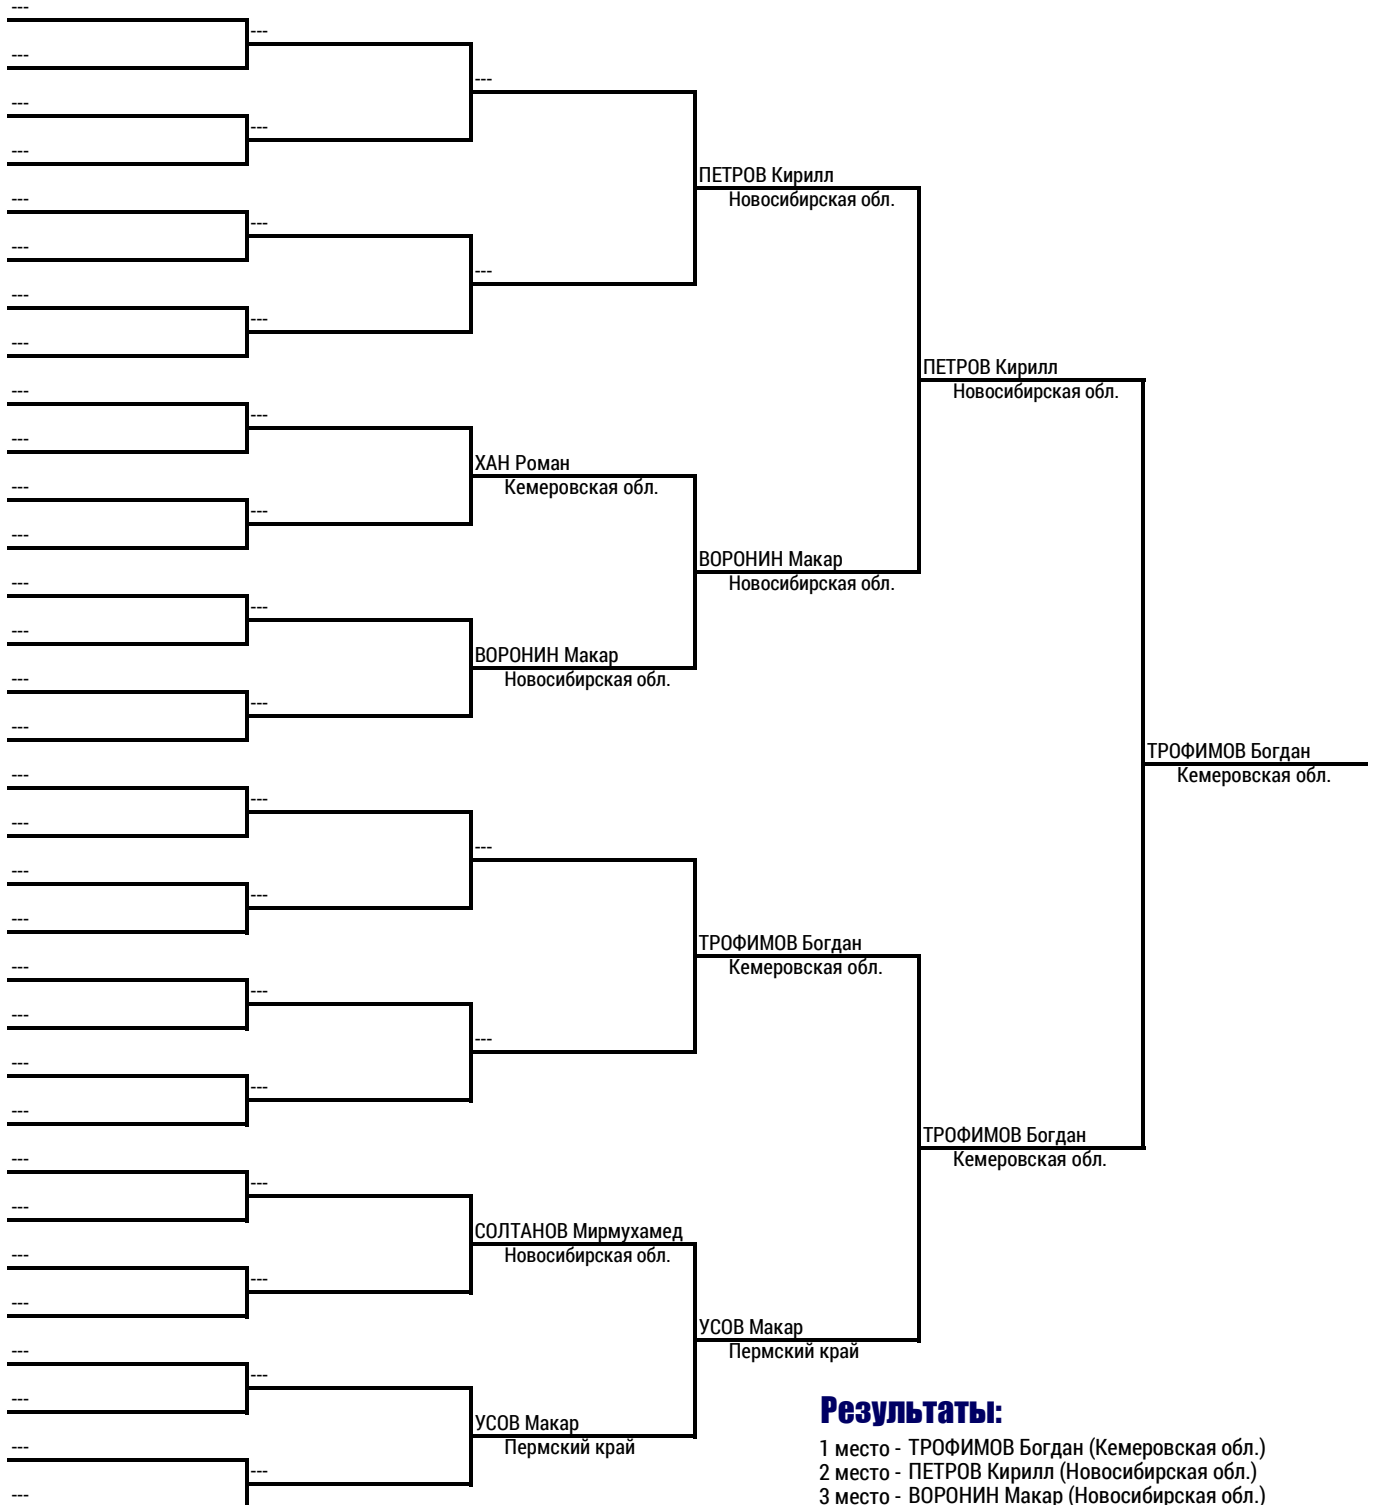 ---
---
---
---
---
---
---
ПЕТРОВ Кирилл
---
Новосибирская обл.
---
---
---
---
---
---
ПЕТРОВ Кирилл
---
Новосибирская обл.
---
---
ХАН Роман
---
Кемеровская обл.
---
---
ВОРОНИН Макар
---
Новосибирская обл.
---
---
ВОРОНИН Макар
---
Новосибирская обл.
---
---
ТРОФИМОВ Богдан
---
Кемеровская обл.
---
---
---
---
---
---
ТРОФИМОВ Богдан
---
Кемеровская обл.
---
---
---
---
---
---
ТРОФИМОВ Богдан
---
Кемеровская обл.
---
---
СОЛТАНОВ Мирмухамед
---
Новосибирская обл.
---
---
УСОВ Макар
---
Пермский край
---
---
Результаты:
УСОВ Макар
---
Пермский край
1 место - ТРОФИМОВ Богдан (Кемеровская обл.)
---
2 место - ПЕТРОВ Кирилл (Новосибирская обл.)
---
3 место - ВОРОНИН Макар (Новосибирская обл.)